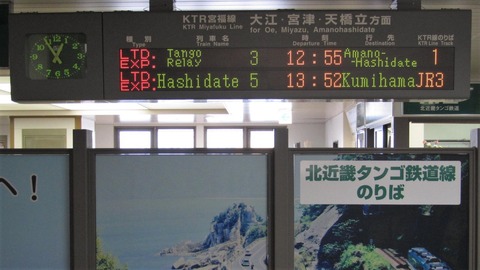 KTR宮福線 大江・宮津・天橋立方面
KTR Miyafuku Line for Oe, Miyazu, Amanohashidate
種別 列車名 時刻 行先 KTR線のりば
Type Train Name Departure Time Destination KTR Line Track
LTD. EXP. Tango Relay 3 12:55 Amano-Hashidate 1
LTD. EXP. Hashidate 5 13:52 Kumihama JR3
へ!
北近畿タンゴ鉄道線
のりば